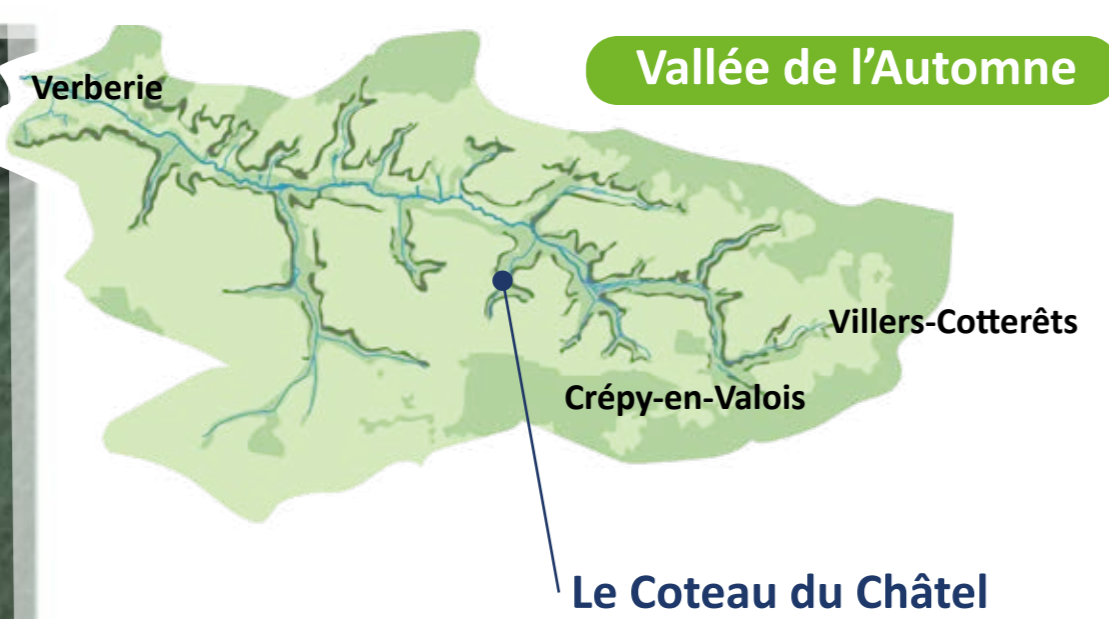 Vallée de l'Automne
Verberie
Villers-Cotterêts
Crépy-en-Valois
Le Coteau du Châtel